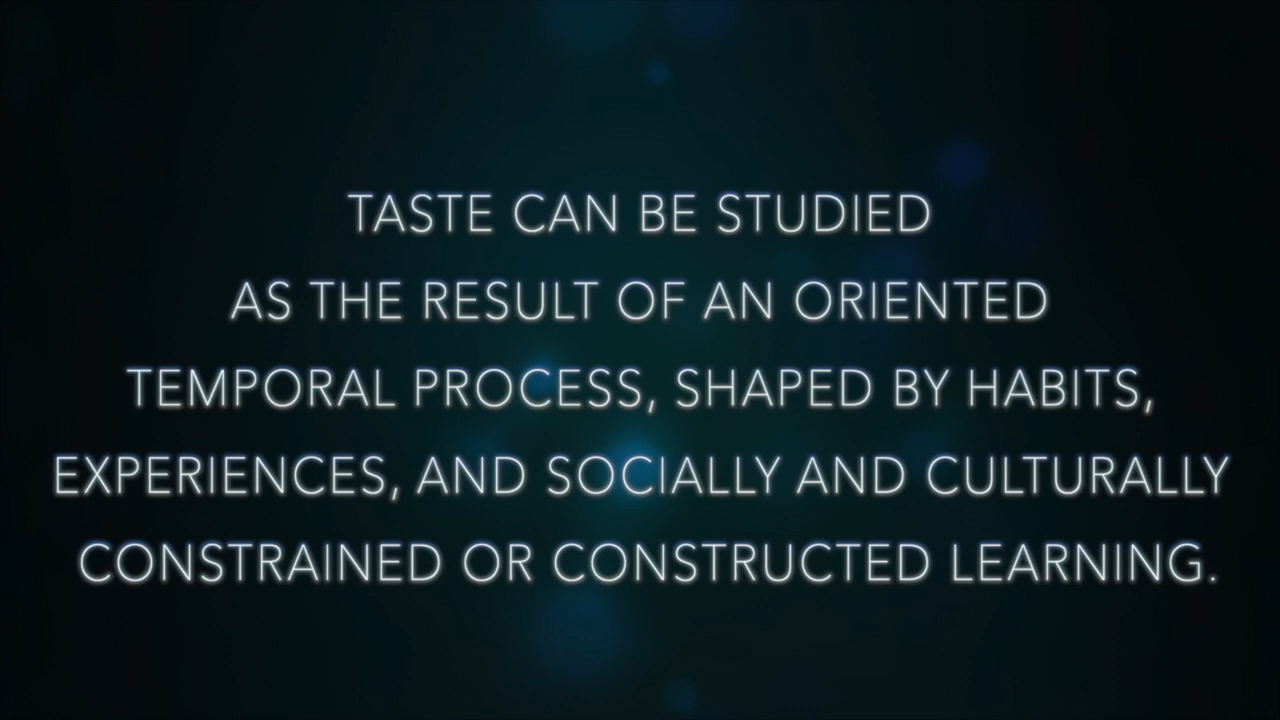 TASTE CAN BE STUDIED
AS THE RESULT OF AN ORIENTED
TEMPORAL PROCESS, SHAPED BY HABITS,
EXPERIENCES, AND SOCIALLY AND CULTURALLY
CONSTRAINED OR CONSTRUCTED LEARNING.